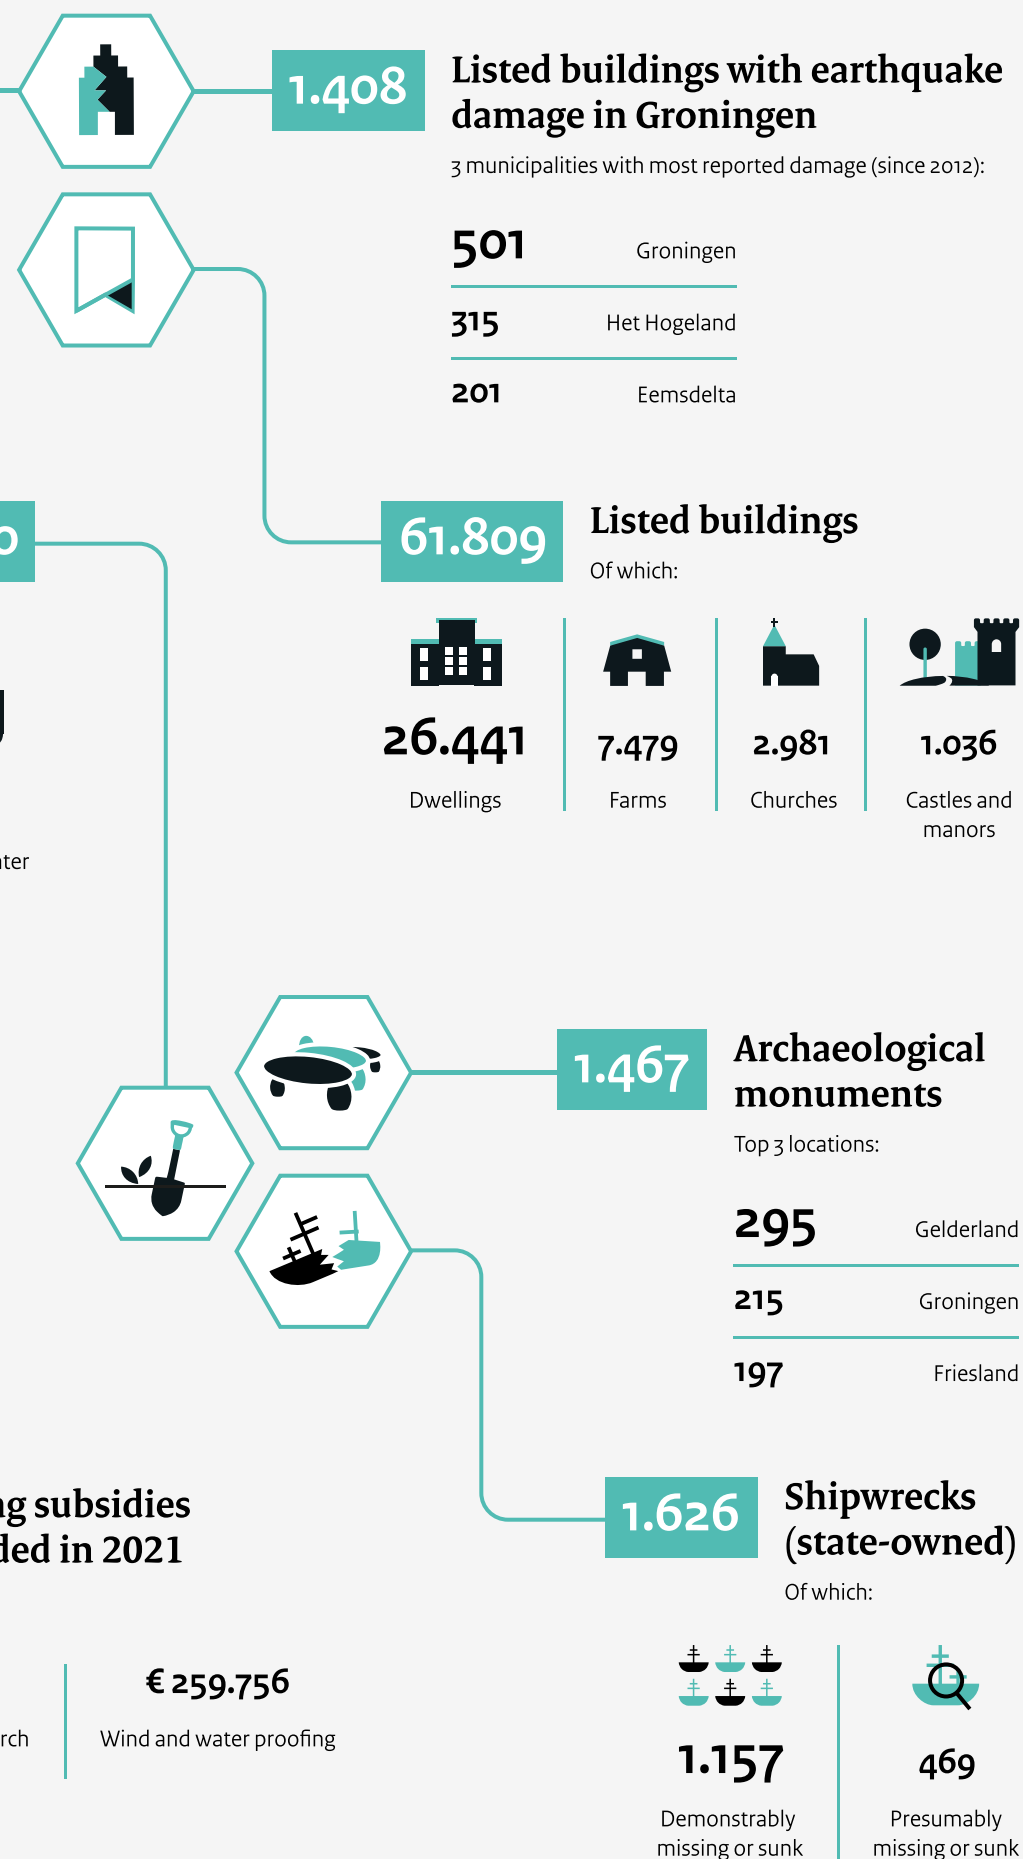 1.408
Listed buildings with earthquake
damage in Groningen
3 municipalities with most reported damage (since 2012):
501 Groningen
315 Het Hogeland
201 Eemsdelta
61.809
Listed buildings
Of which:
26.441
Dwellings
7.479
Farms
2.981
Churches
1.036
Castles and
manors
1.467
Archaeological
monuments
Top 3 locations:
295 Gelderland
215 Groningen
197 Friesland
subsidies
in 2021
€ 259.756
Wind and water proofing
1.626
Shipwrecks
(state-owned)
Of which:
1.157
Demonstrably
missing or sunk
469
Presumably
missing or sunk